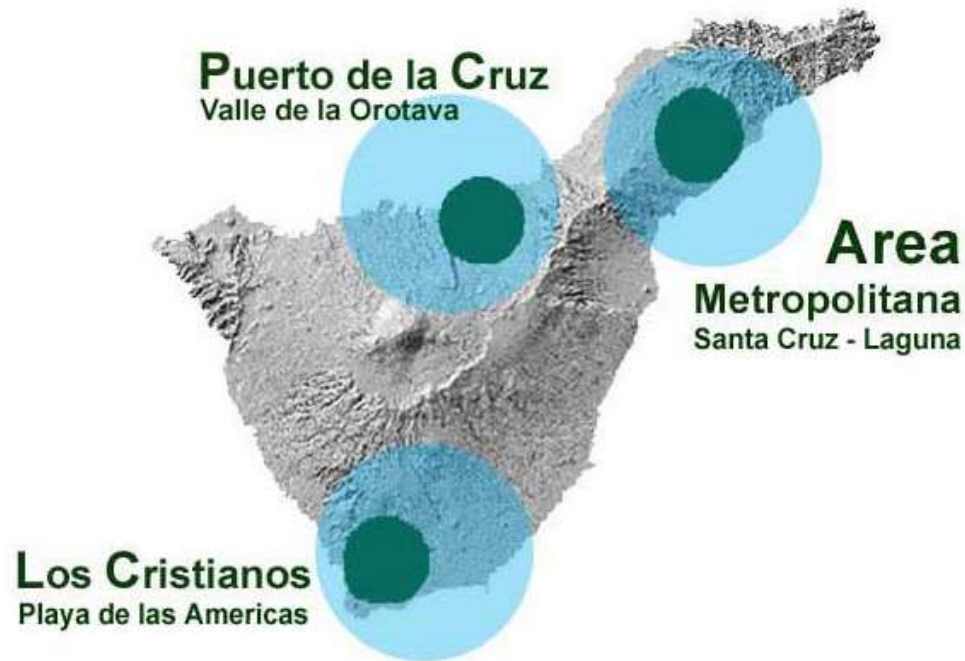 Puerto de la Cruz
Valle de la Orotava
Area
Metropolitana
Santa Cruz - Laguna
Los Cristianos
Playa de las Americas